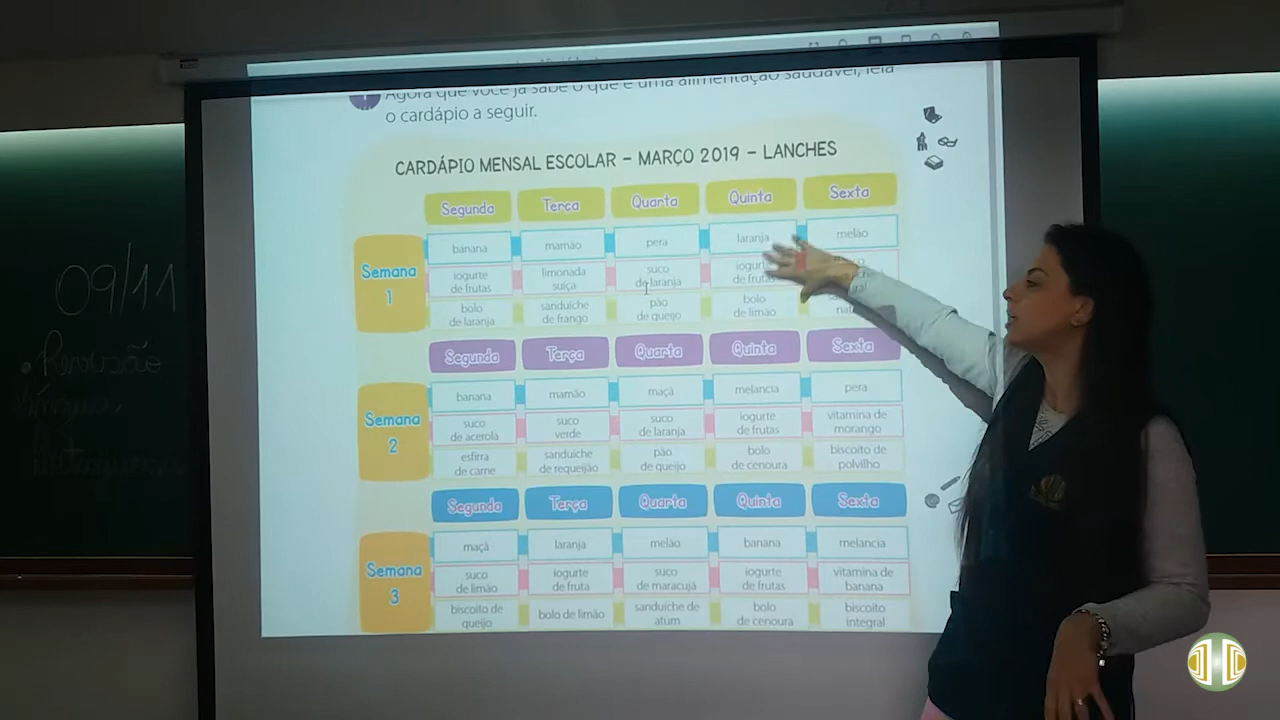 Agora que você já sabe o que é uma alimentação saudável, leia
o cardápio a seguir.
CARDÁPIO MENSAL ESCOLAR – MARÇO 2019 – LANCHES
Segunda Terça Quarta Quinta Sexta
Semana
1
banana mamão pera laranja melão
iogurte
de frutas
limonada
suíça
suco
de laranja
iogurte
de frutas
bolo
de laranja
sanduíche
de frango
pão
de queijo
bolo
de limão
Segunda Terça Quarta Quinta Sexta
Semana
2
banana mamão maçã melancia pera
suco
de acerola
suco
verde
suco
de laranja
iogurte
de frutas
vitamina de
morango
esfirra
de carne
sanduíche
de requeijão
pão
de queijo
bolo
de cenoura
biscoito de
polvilho
Segunda Terça Quarta Quinta Sexta
Semana
3
maçã laranja melão banana melancia
suco
de limão
iogurte
de fruta
suco
de maracujá
iogurte
de frutas
vitamina de
banana
biscoito de
queijo
bolo de limão
sanduíche de
atum
bolo
de cenoura
biscoito
integral
09/11
. Revisão
Língua